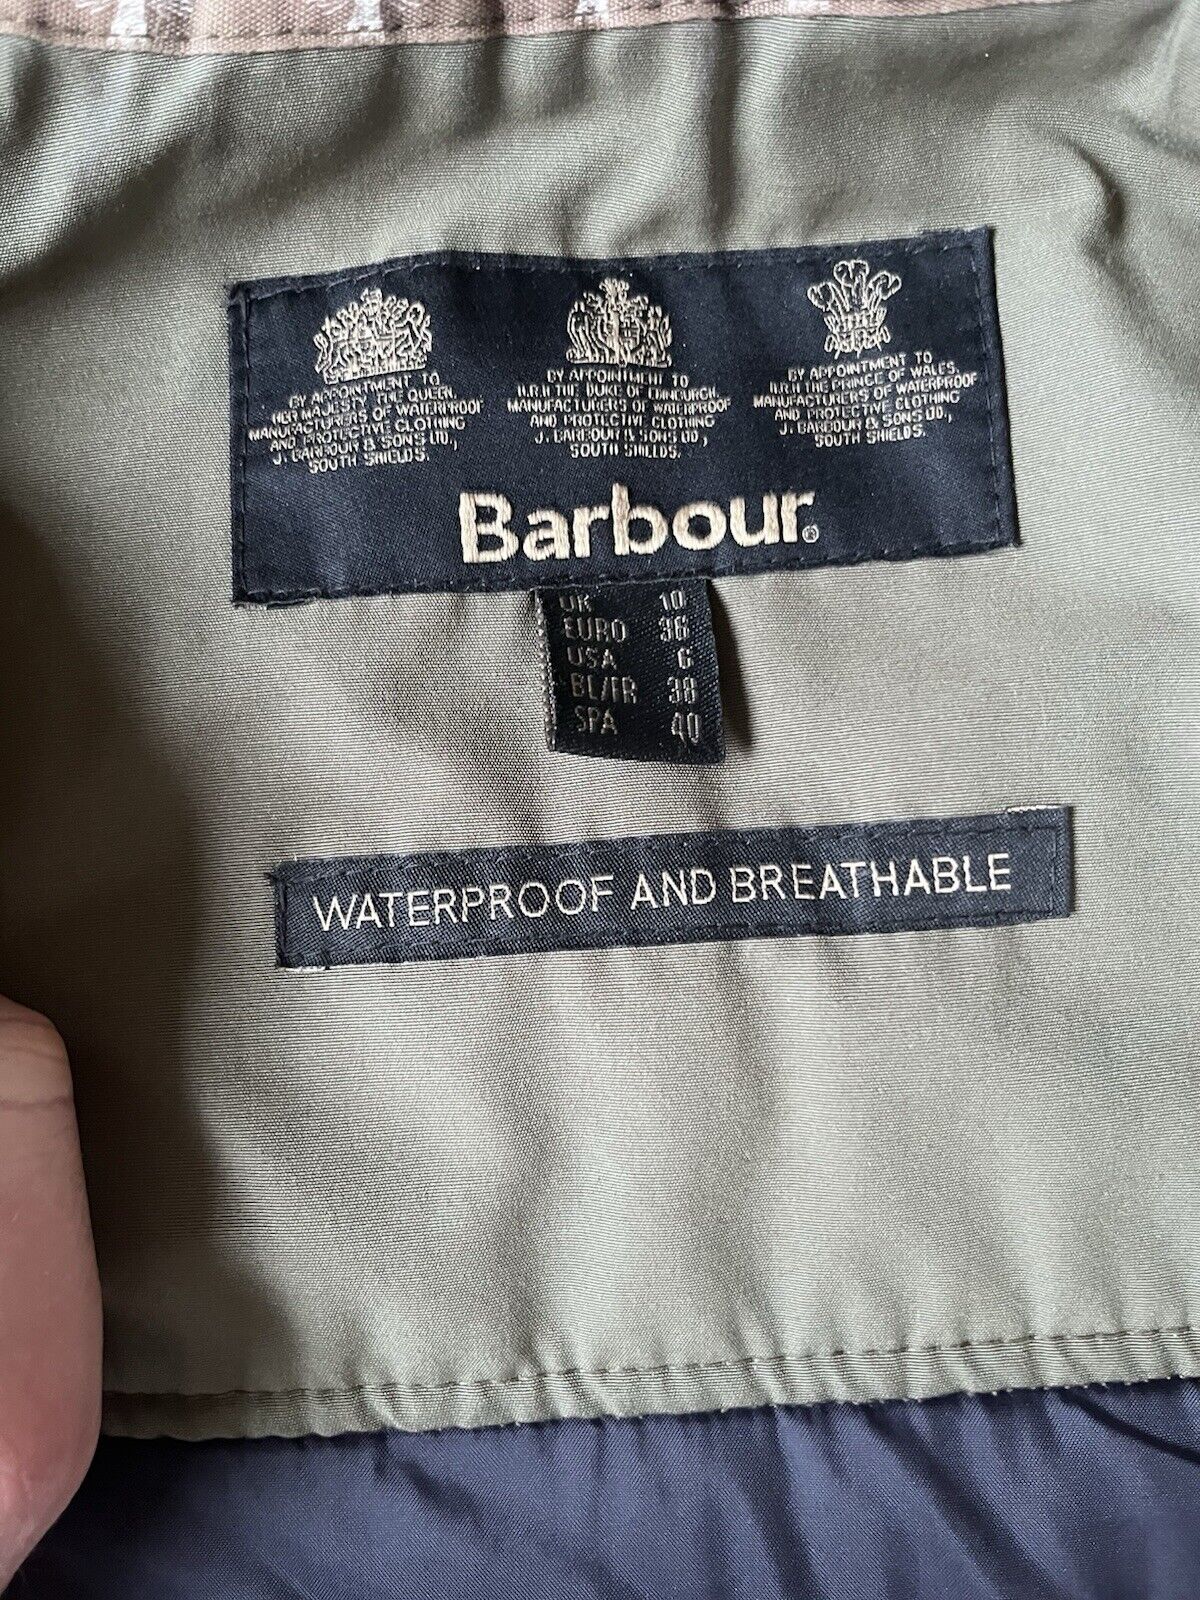 BY APPOINTMENT TO
HER MAJESTY THE QUEEN,
MANUFACTURERS OF WATERPROOF
AND PROTECTIVE CLOTHING
J. BARBOUR & SONS LTD.,
SOUTH SHIELDS.
BY APPOINTMENT TO
H.R.H THE DUKE OF EDINBURGH,
MANUFACTURERS OF WATERPROOF
AND PROTECTIVE CLOTHING
J. BARBOUR & SONS LTD.,
SOUTH SHIELDS.
BY APPOINTMENT TO
H.R.H THE PRINCE OF WALES,
MANUFACTURERS OF WATERPROOF
AND PROTECTIVE CLOTHING
J. BARBOUR & SONS LTD,
SOUTH SHIELDS.
Barbour®
UK 10
EURO 36
USA 6
BL/FR 38
SPA 40
WATERPROOF AND BREATHABLE